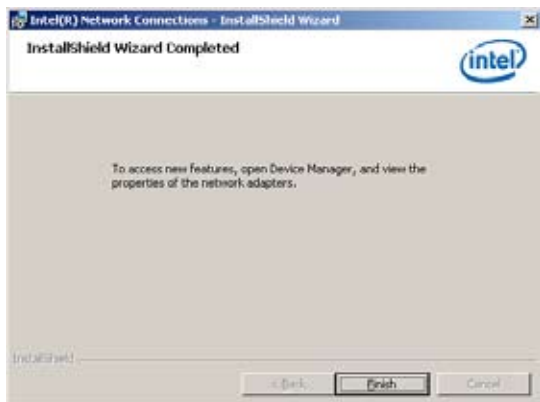 Intel(R) Network Connections - InstallShield Wizard
InstallShield Wizard Completed
intel
To access new features, open Device Manager, and view the
properties of the network adapters.
InstallShield
< Back
Finish
Cancel